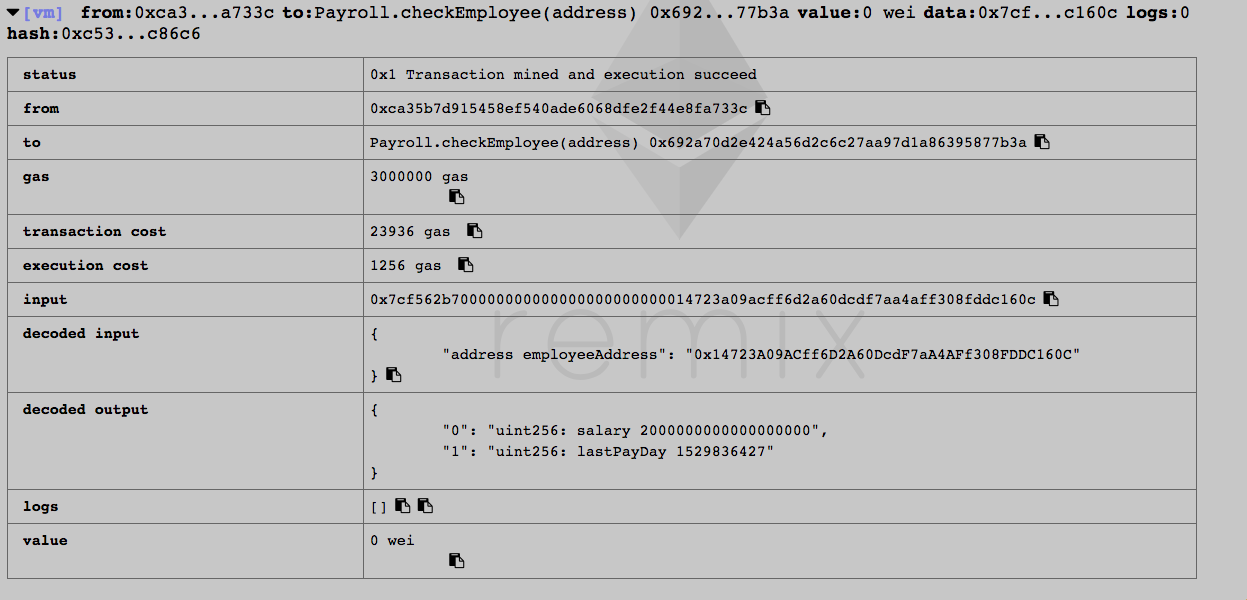 [vm] from:0xca3...a733c to:Payroll.checkEmployee(address) 0x692...77b3a value:0 wei data:0x7cf...c160c logs:0
hash:0xc53...c86c6
status 0x1 Transaction mined and execution succeed
from 0xca35b7d915458ef540ade6068dfe2f44e8fa733c
to Payroll.checkEmployee(address) 0x692a70d2e424a56d2c6c27aa97d1a86395877b3a
gas 3000000 gas
transaction cost 23936 gas
execution cost 1256 gas
input 0x7cf562b700000000000000000000000014723a09acff6d2a60dcdf7aa4aff308fddc160c
remix
decoded input {
"address employeeAddress": "0x14723A09ACff6D2A60DcdF7aA4AFf308FDDC160C"
}
decoded output {
"0": "uint256: salary 2000000000000000000",
"1": "uint256: lastPayDay 1529836427"
}
logs []
value 0 wei